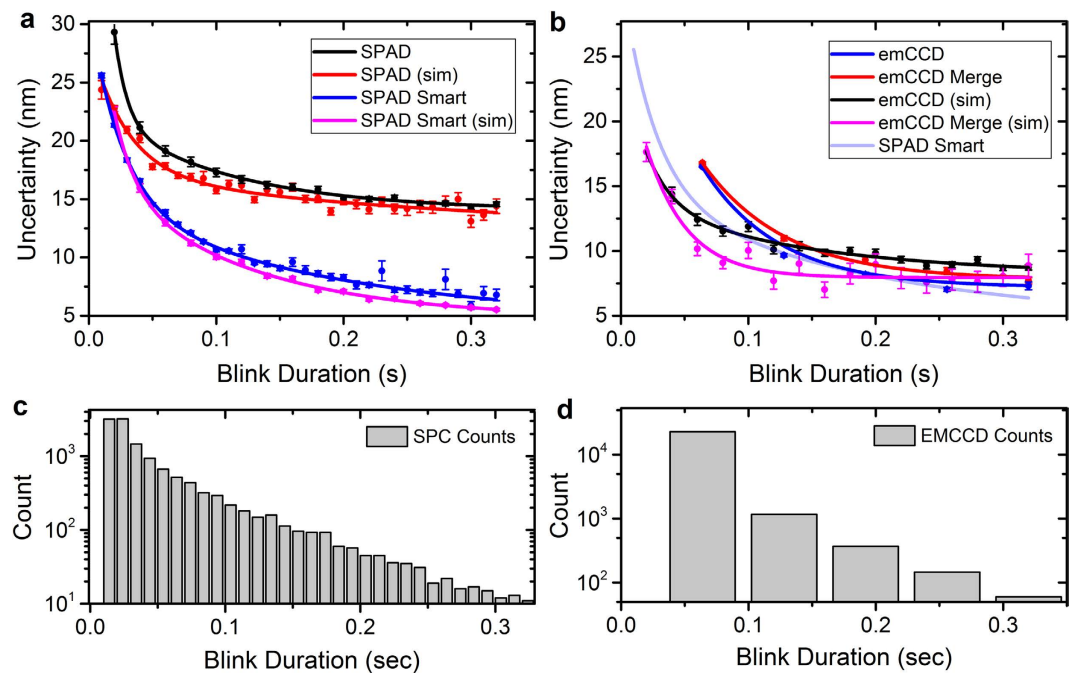 a
30
25
20
15
10
5
Uncertainty (nm)
SPAD
SPAD (sim)
SPAD Smart
SPAD Smart (sim)
0.0 0.1 0.2 0.3
Blink Duration (s)
b
25
20
15
10
5
Uncertainty (nm)
emCCD
emCCD Merge
emCCD (sim)
emCCD Merge (sim)
SPAD Smart
0.0 0.1 0.2 0.3
Blink Duration (s)
c
10³
10²
10¹
Count
SPC Counts
0.0 0.1 0.2 0.3
Blink Duration (sec)
d
10⁴
10³
10²
Count
EMCCD Counts
0.0 0.1 0.2 0.3
Blink Duration (sec)